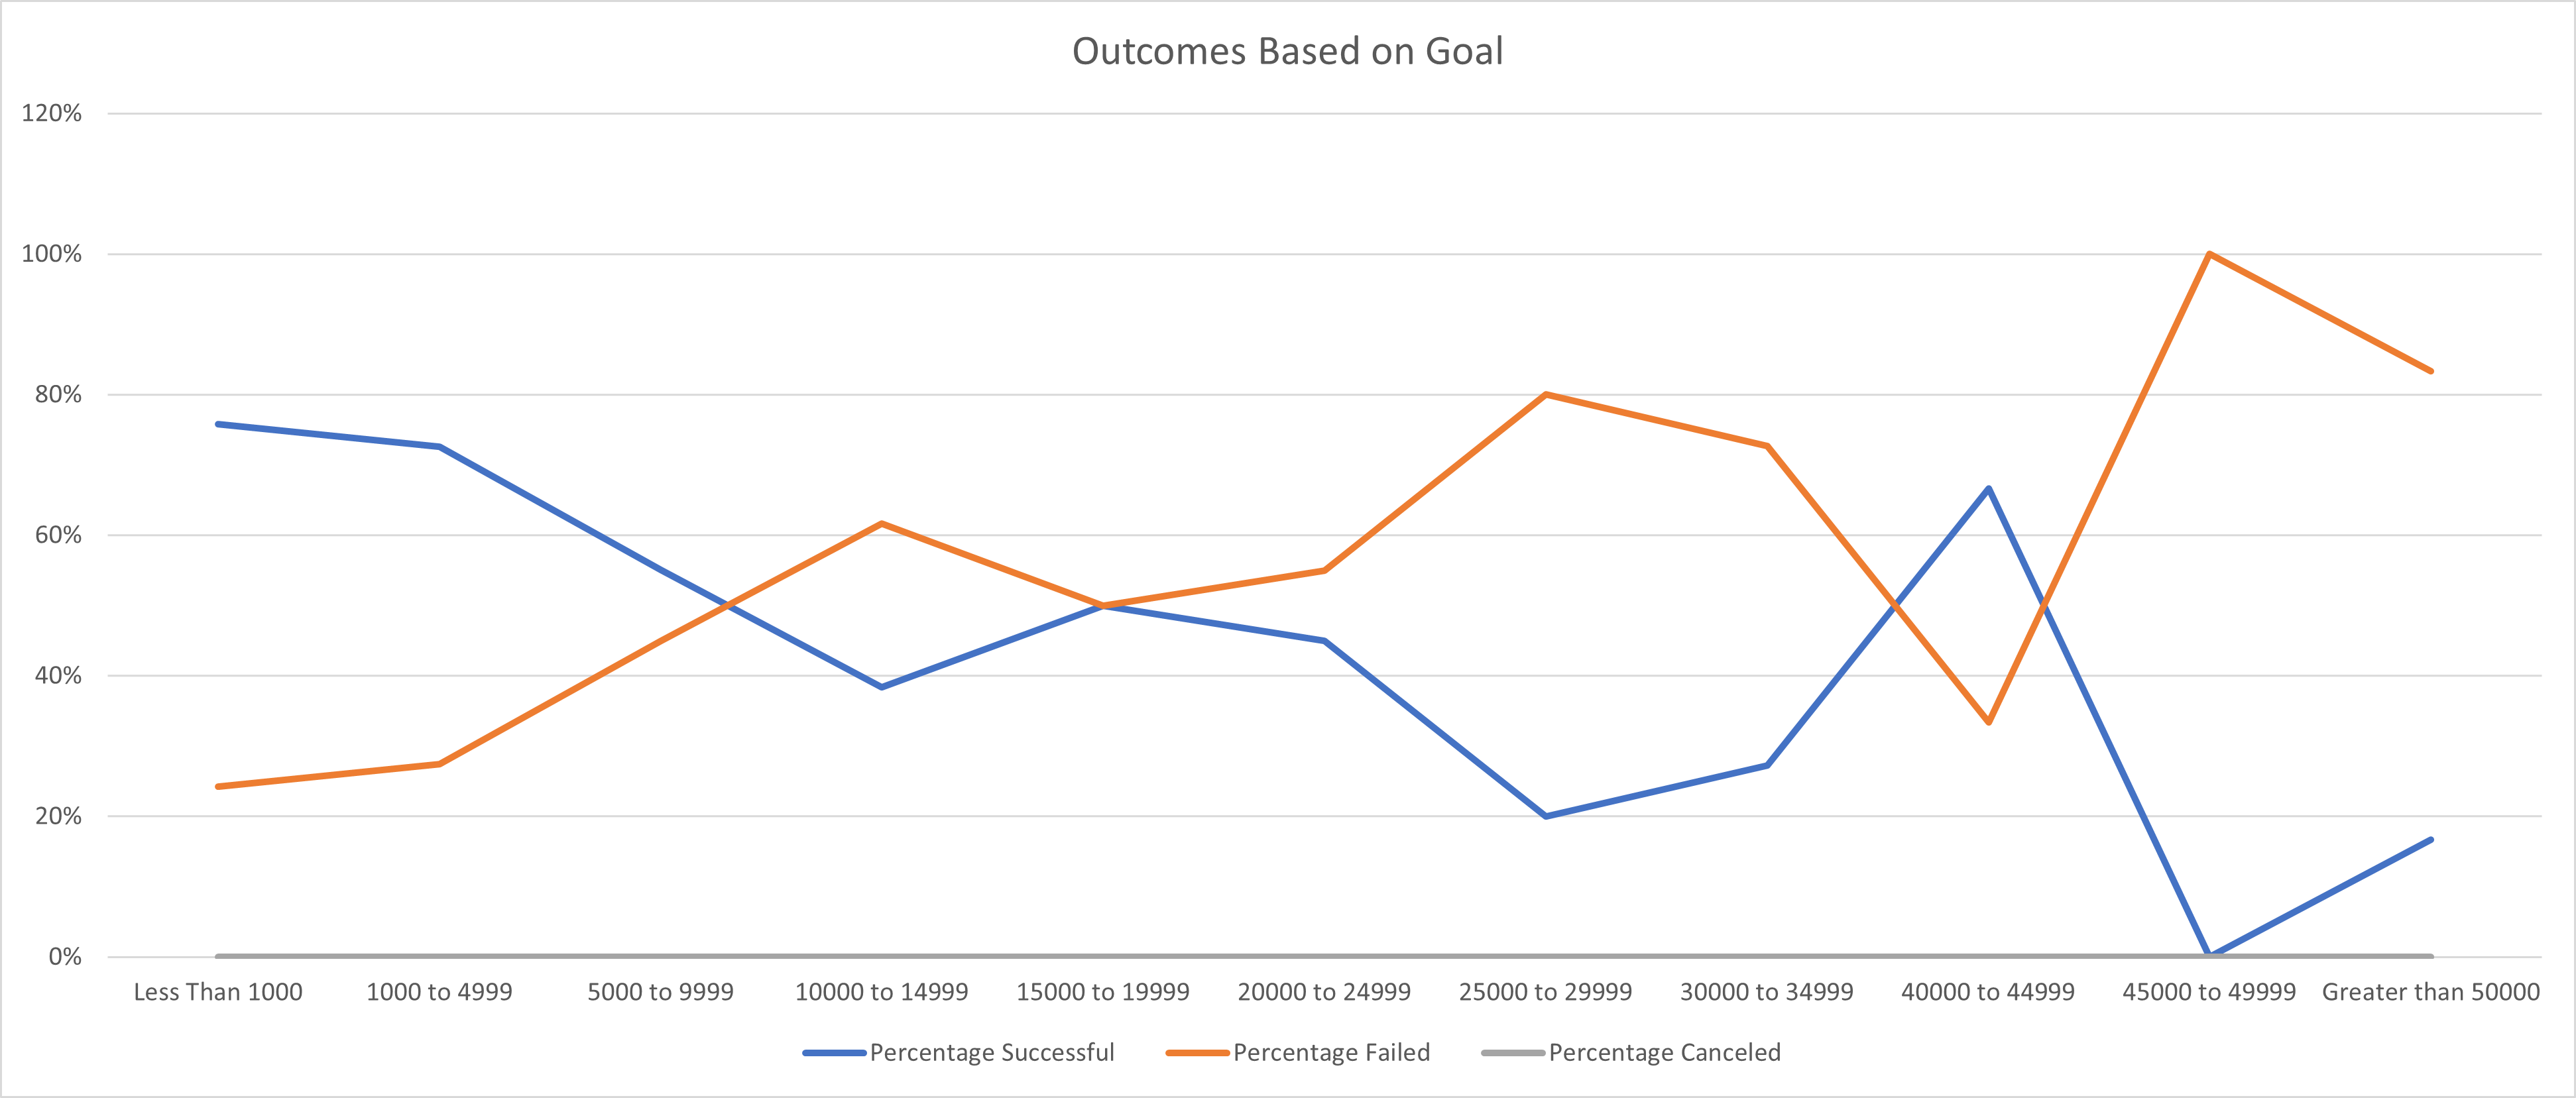 Outcomes Based on Goal
120%
100%
80%
60%
40%
20%
0%
Less Than 1000 1000 to 4999 5000 to 9999 10000 to 14999 15000 to 19999 20000 to 24999 25000 to 29999 30000 to 34999 40000 to 44999 45000 to 49999 Greater than 50000
Percentage Successful Percentage Failed Percentage Canceled